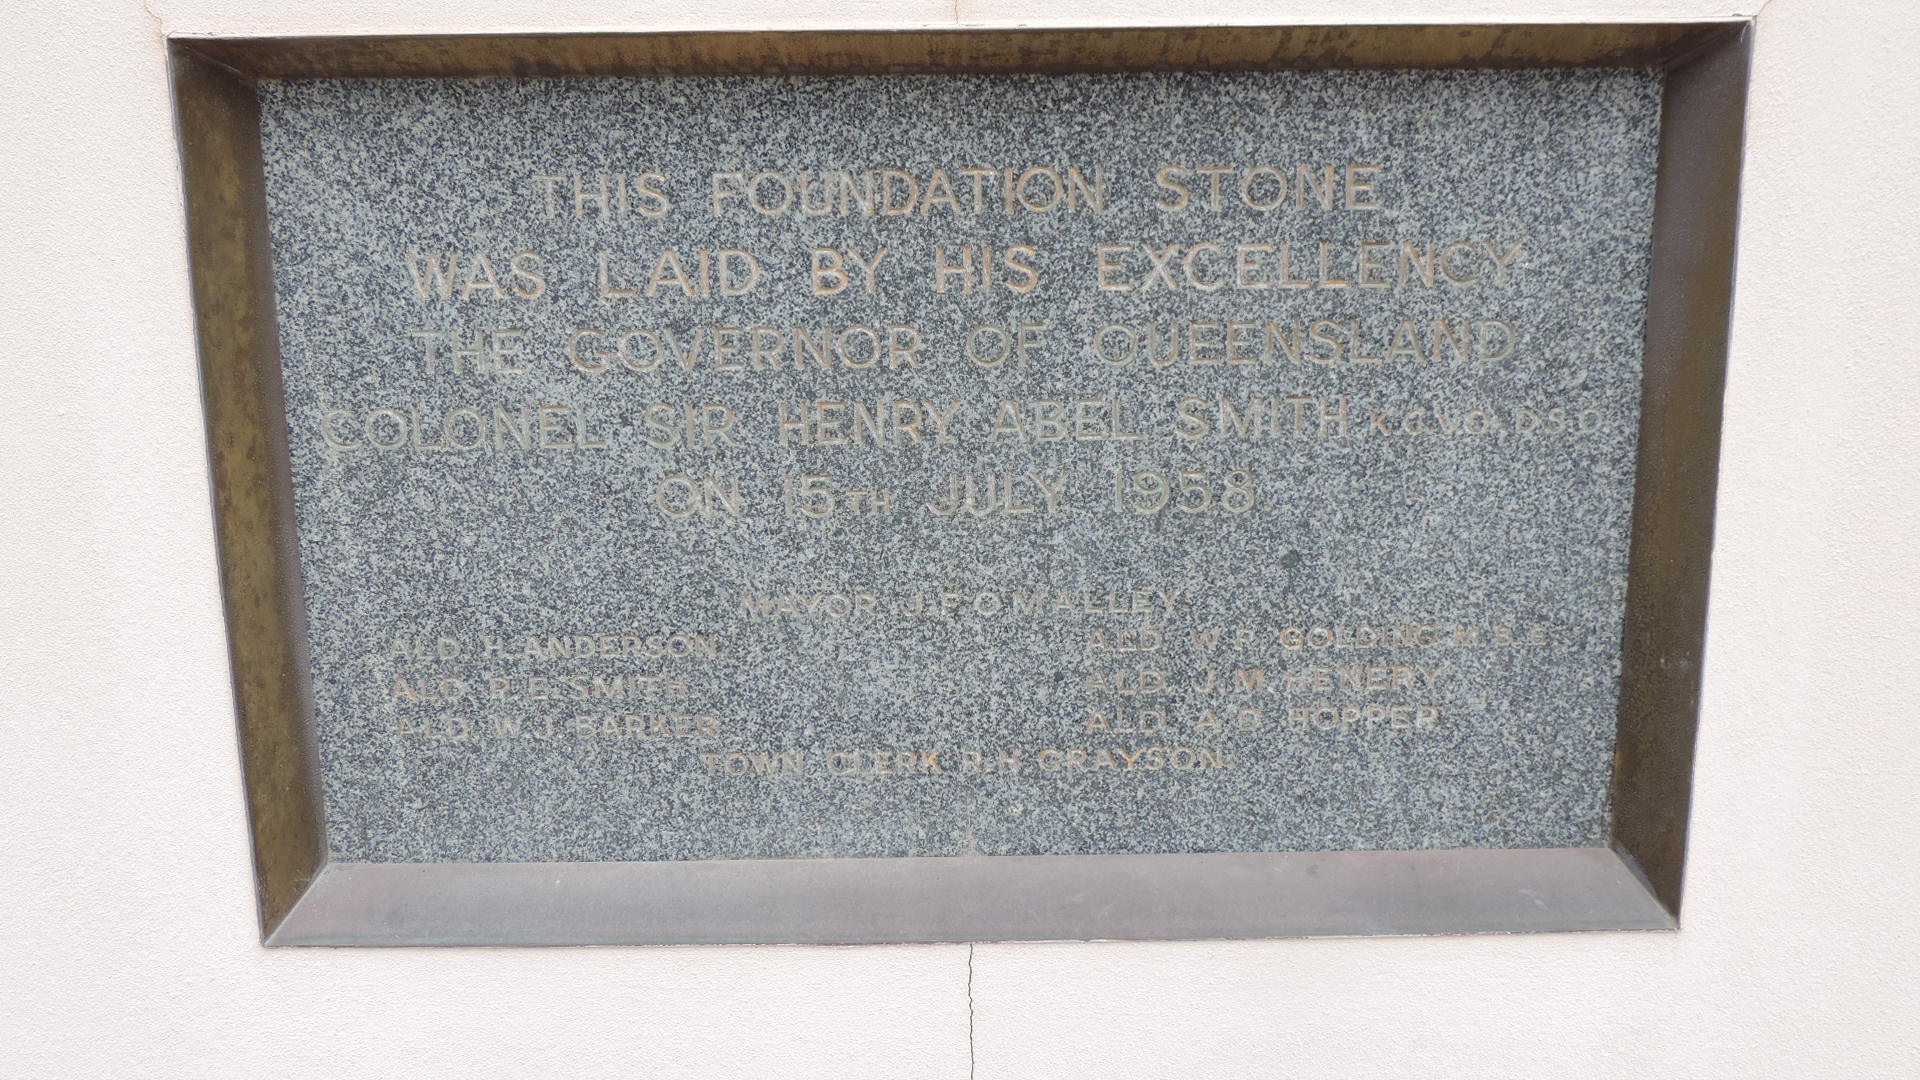 THIS FOUNDATION STONE
WAS LAID BY HIS EXCELLENCY
THE GOVERNOR OF QUEENSLAND
COLONEL SIR HENRY ABEL SMITH K.C.V.O., D.S.O.
ON 15TH JULY 1958.
MAYOR J.F. O'MALLEY.
ALD. H. ANDERSON. ALD. W.R. GOLDING M.B.E.
ALD. R.B. SMITH ALD. J.M. HENERY
ALD. W.J. BARKER ALD. A.D. HOPPER.
TOWN CLERK R.H. GRAYSON.